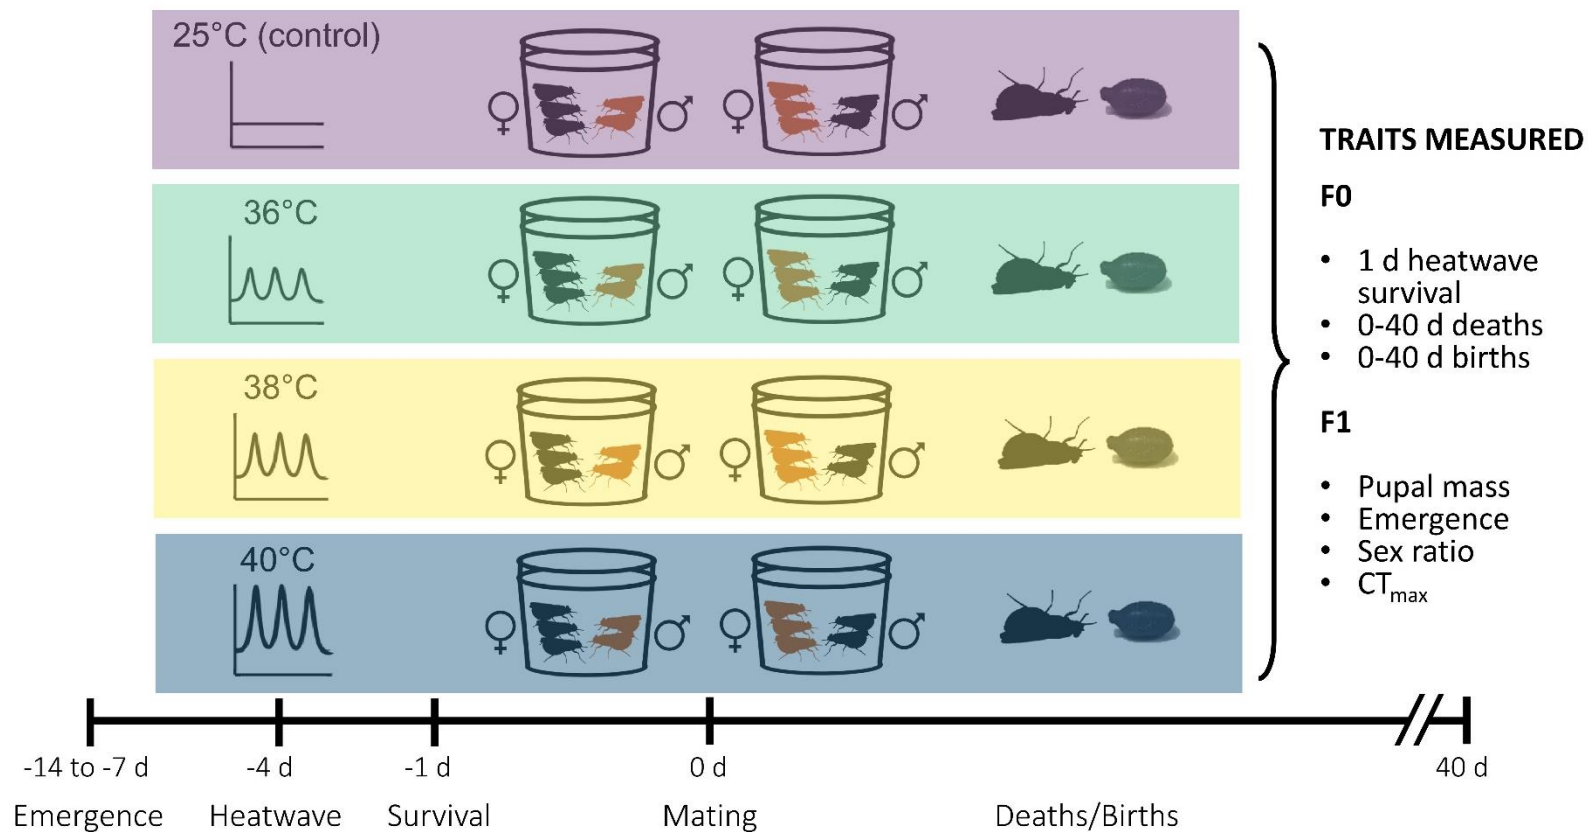 25°C (control)
♀ ♂ ♀ ♂
36°C
♀ ♂ ♀ ♂
38°C
♀ ♂ ♀ ♂
40°C
♀ ♂ ♀ ♂
TRAITS MEASURED
F0
• 1 d heatwave
survival
• 0-40 d deaths
• 0-40 d births
F1
• Pupal mass
• Emergence
• Sex ratio
• CTmax
-14 to -7 d
-4 d
-1 d
0 d
40 d
Emergence
Heatwave
Survival
Mating
Deaths/Births